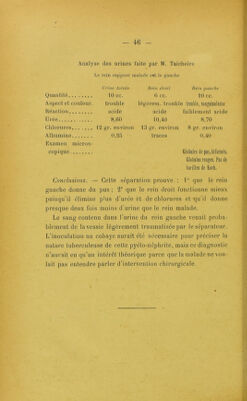 — 46 —
Analyse des urines faite par M. Tuicheire
Le rein supposé malade est le gauche
Urine totale Rein droit Rein gauche
Quantité 10 cc. 6 cc. 10 cc.
Aspect et couleur. trouble légèrem. trouble trouble, sanguinolente
Réaction acide acide faiblement acide
Urée 8,60 10,40 8,70
Chlorures 12 gr. environ 13 gr. environ 8 gr. environ
Albumine 0,35 traces 0,40
Examen micros-
copique Globules de pus, altérés,
Globules rouges. Pas de
bacilles de Koch.
Conclusions. — Cette séparation prouve : 1° que le rein
gauche donne du pus ; 2° que le rein droit fonctionne mieux
puisqu'il élimine plus d'urée et de chlorures et qu'il donne
presque deux fois moins d'urine que le rein malade.
Le sang contenu dans l'urine du rein gauche venait proba-
blement de la vessie légèrement traumatisée par le séparateur.
L'inoculation au cobaye aurait été nécessaire pour préciser la
nature tuberculeuse de cette pyélo-néphrite, mais ce diagnostic
n'aurait eu qu'un intérêt théorique parce que la malade ne vou-
lait pas entendre parler d'intervention chirurgicale.